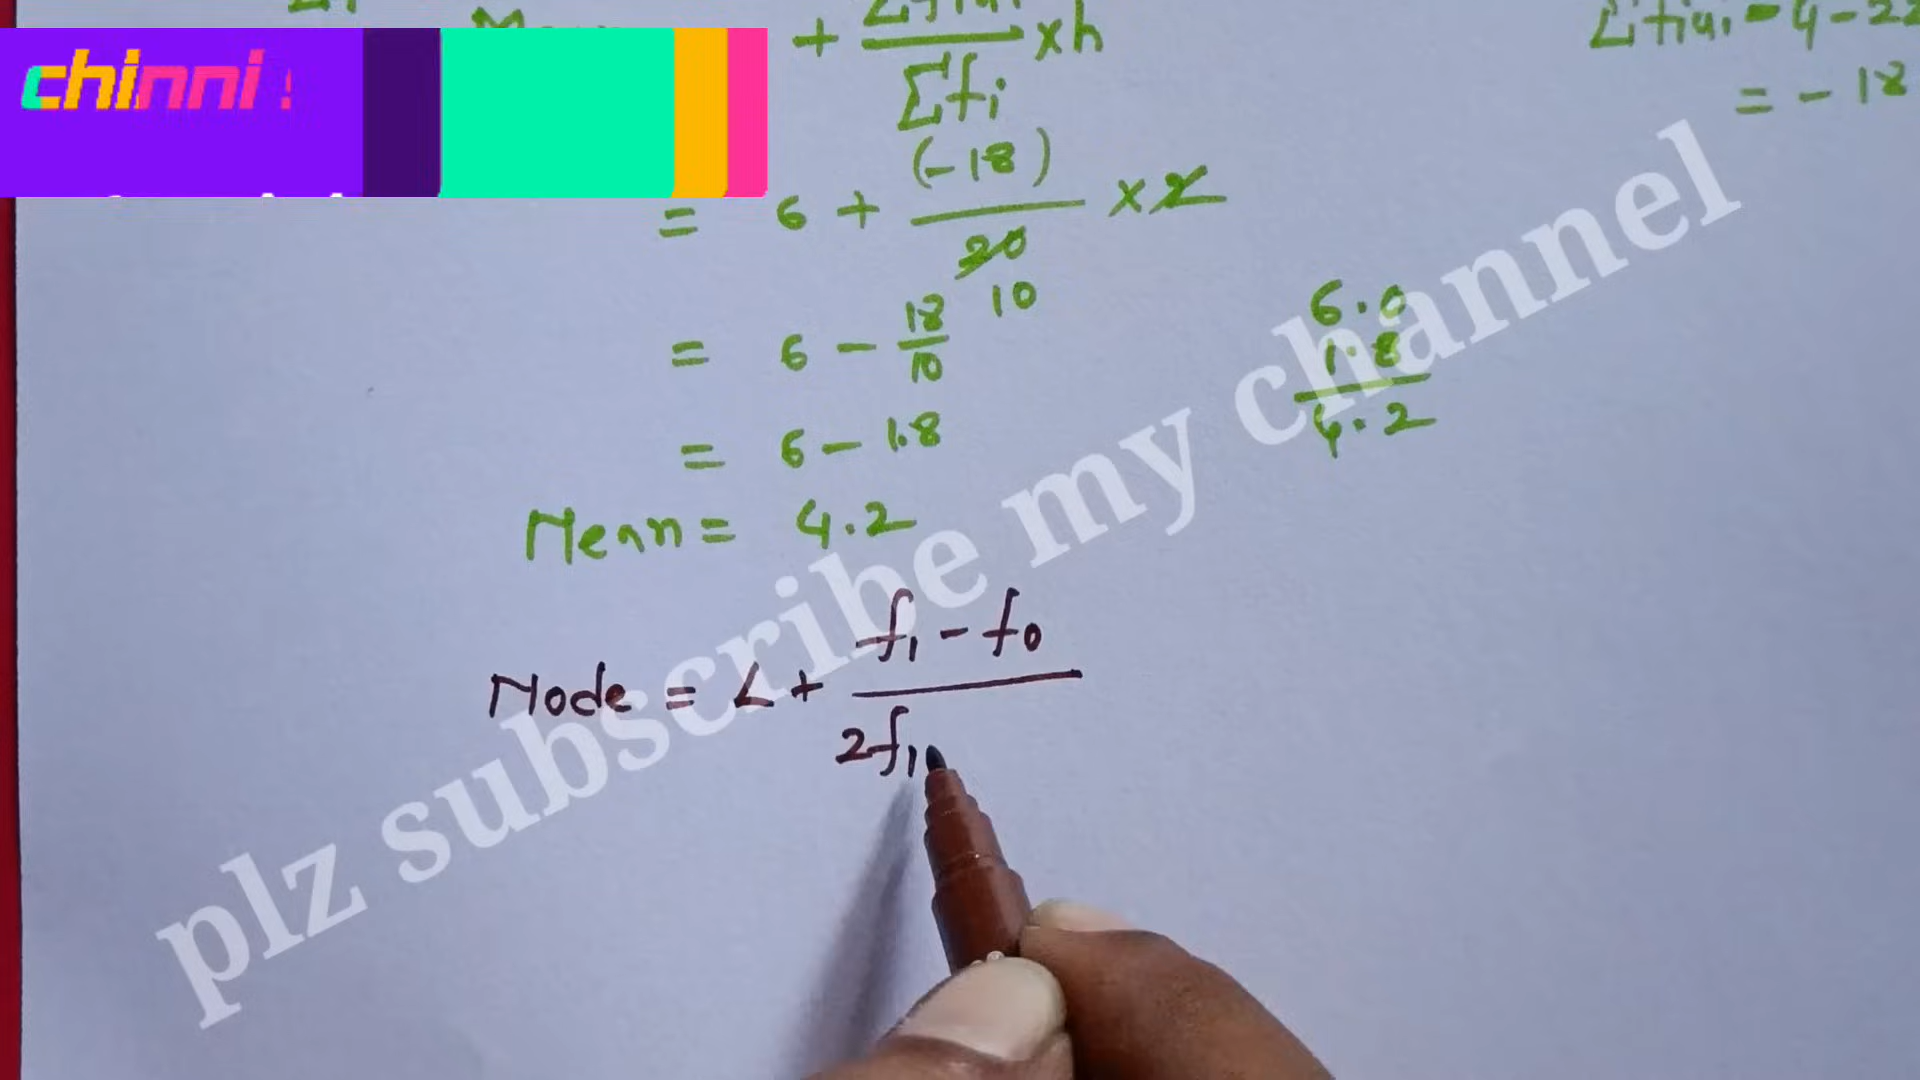 chinni !
+ Σfiui/Σfi xh
Σfiui = 4 - 22
= - 18
= 6 + (-18)/20 x 2
10
= 6 - 18/10
6.0
1.8
4.2
= 6 - 1.8
Mean = 4.2
Mode = L + f1 - f0
2f1
plz subscribe my channel